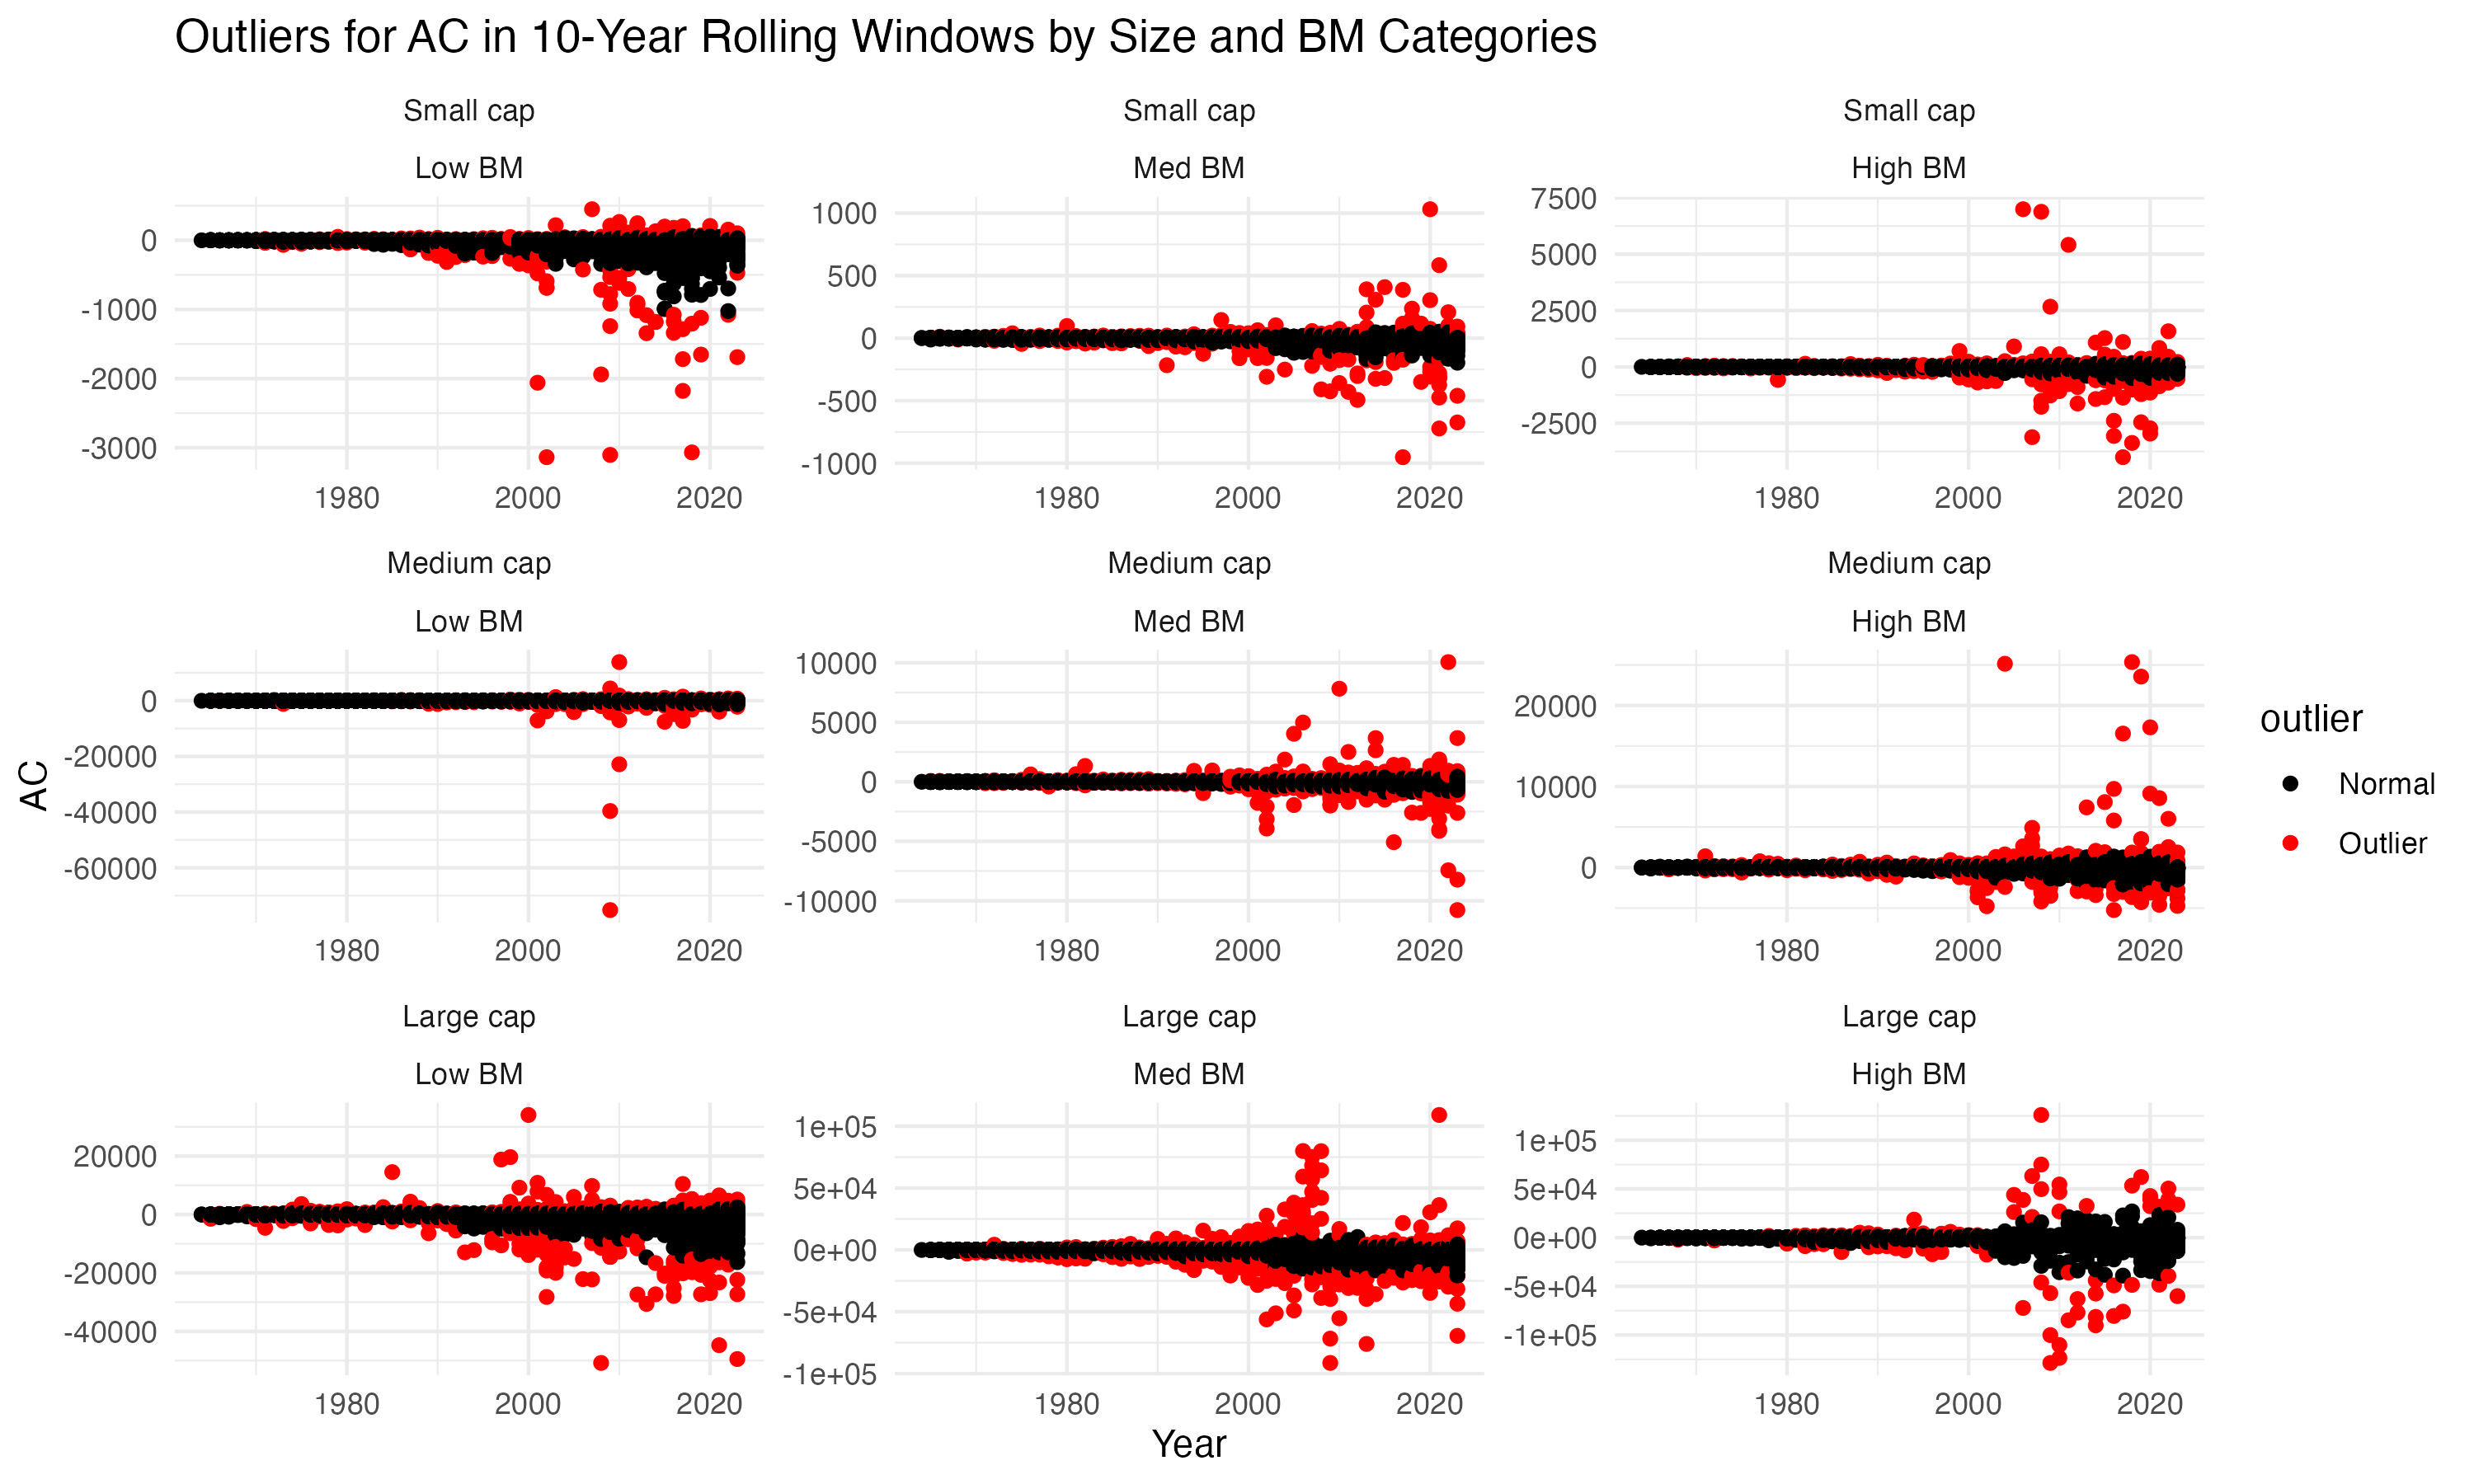 Outliers for AC in 10-Year Rolling Windows by Size and BM Categories
Small cap
Low BM
0
-1000
-2000
-3000
1980 2000 2020
Small cap
Med BM
1000
500
0
-500
-1000
1980 2000 2020
Small cap
High BM
7500
5000
2500
0
-2500
1980 2000 2020
Medium cap
Low BM
0
-20000
-40000
-60000
1980 2000 2020
Medium cap
Med BM
10000
5000
0
-5000
-10000
1980 2000 2020
Medium cap
High BM
20000
10000
0
1980 2000 2020
Large cap
Low BM
20000
0
-20000
-40000
1980 2000 2020
Large cap
Med BM
1e+05
5e+04
0e+00
-5e+04
-1e+05
1980 2000 2020
Large cap
High BM
1e+05
5e+04
0e+00
-5e+04
-1e+05
1980 2000 2020
AC
Year
outlier
Normal
Outlier